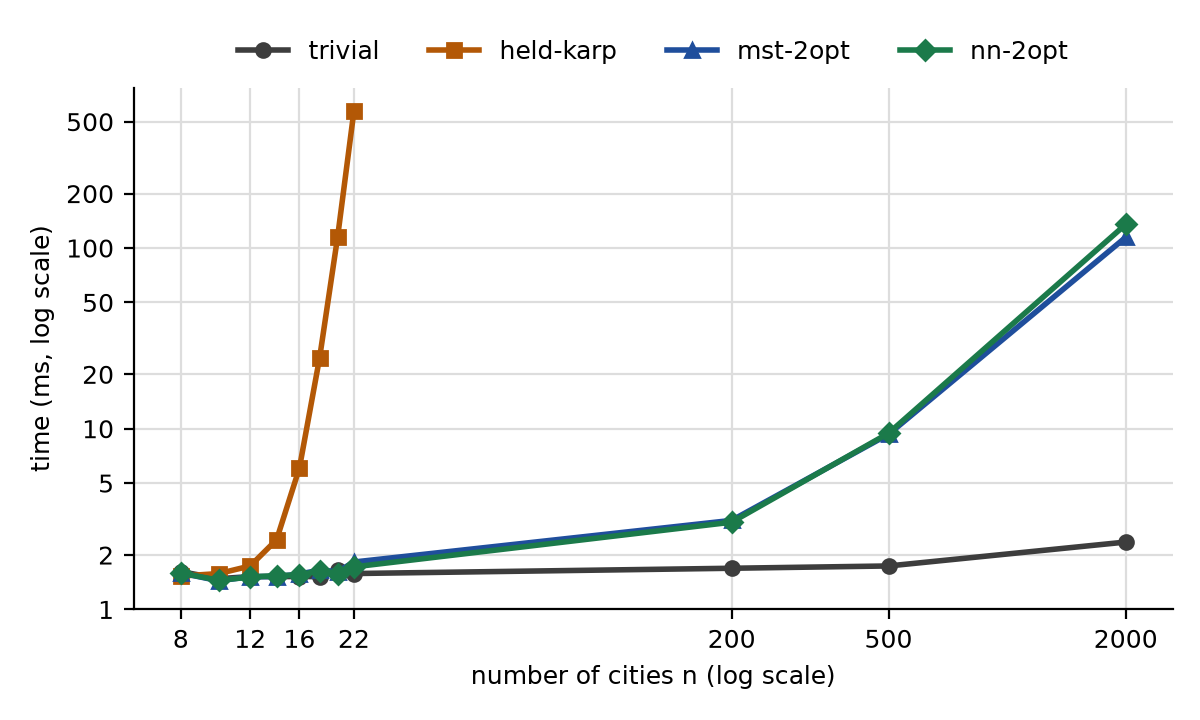 trivial held-karp mst-2opt nn-2opt
500
200
100
50
20
10
5
2
1
time (ms, log scale)
8 12 16 22 200 500 2000
number of cities n (log scale)